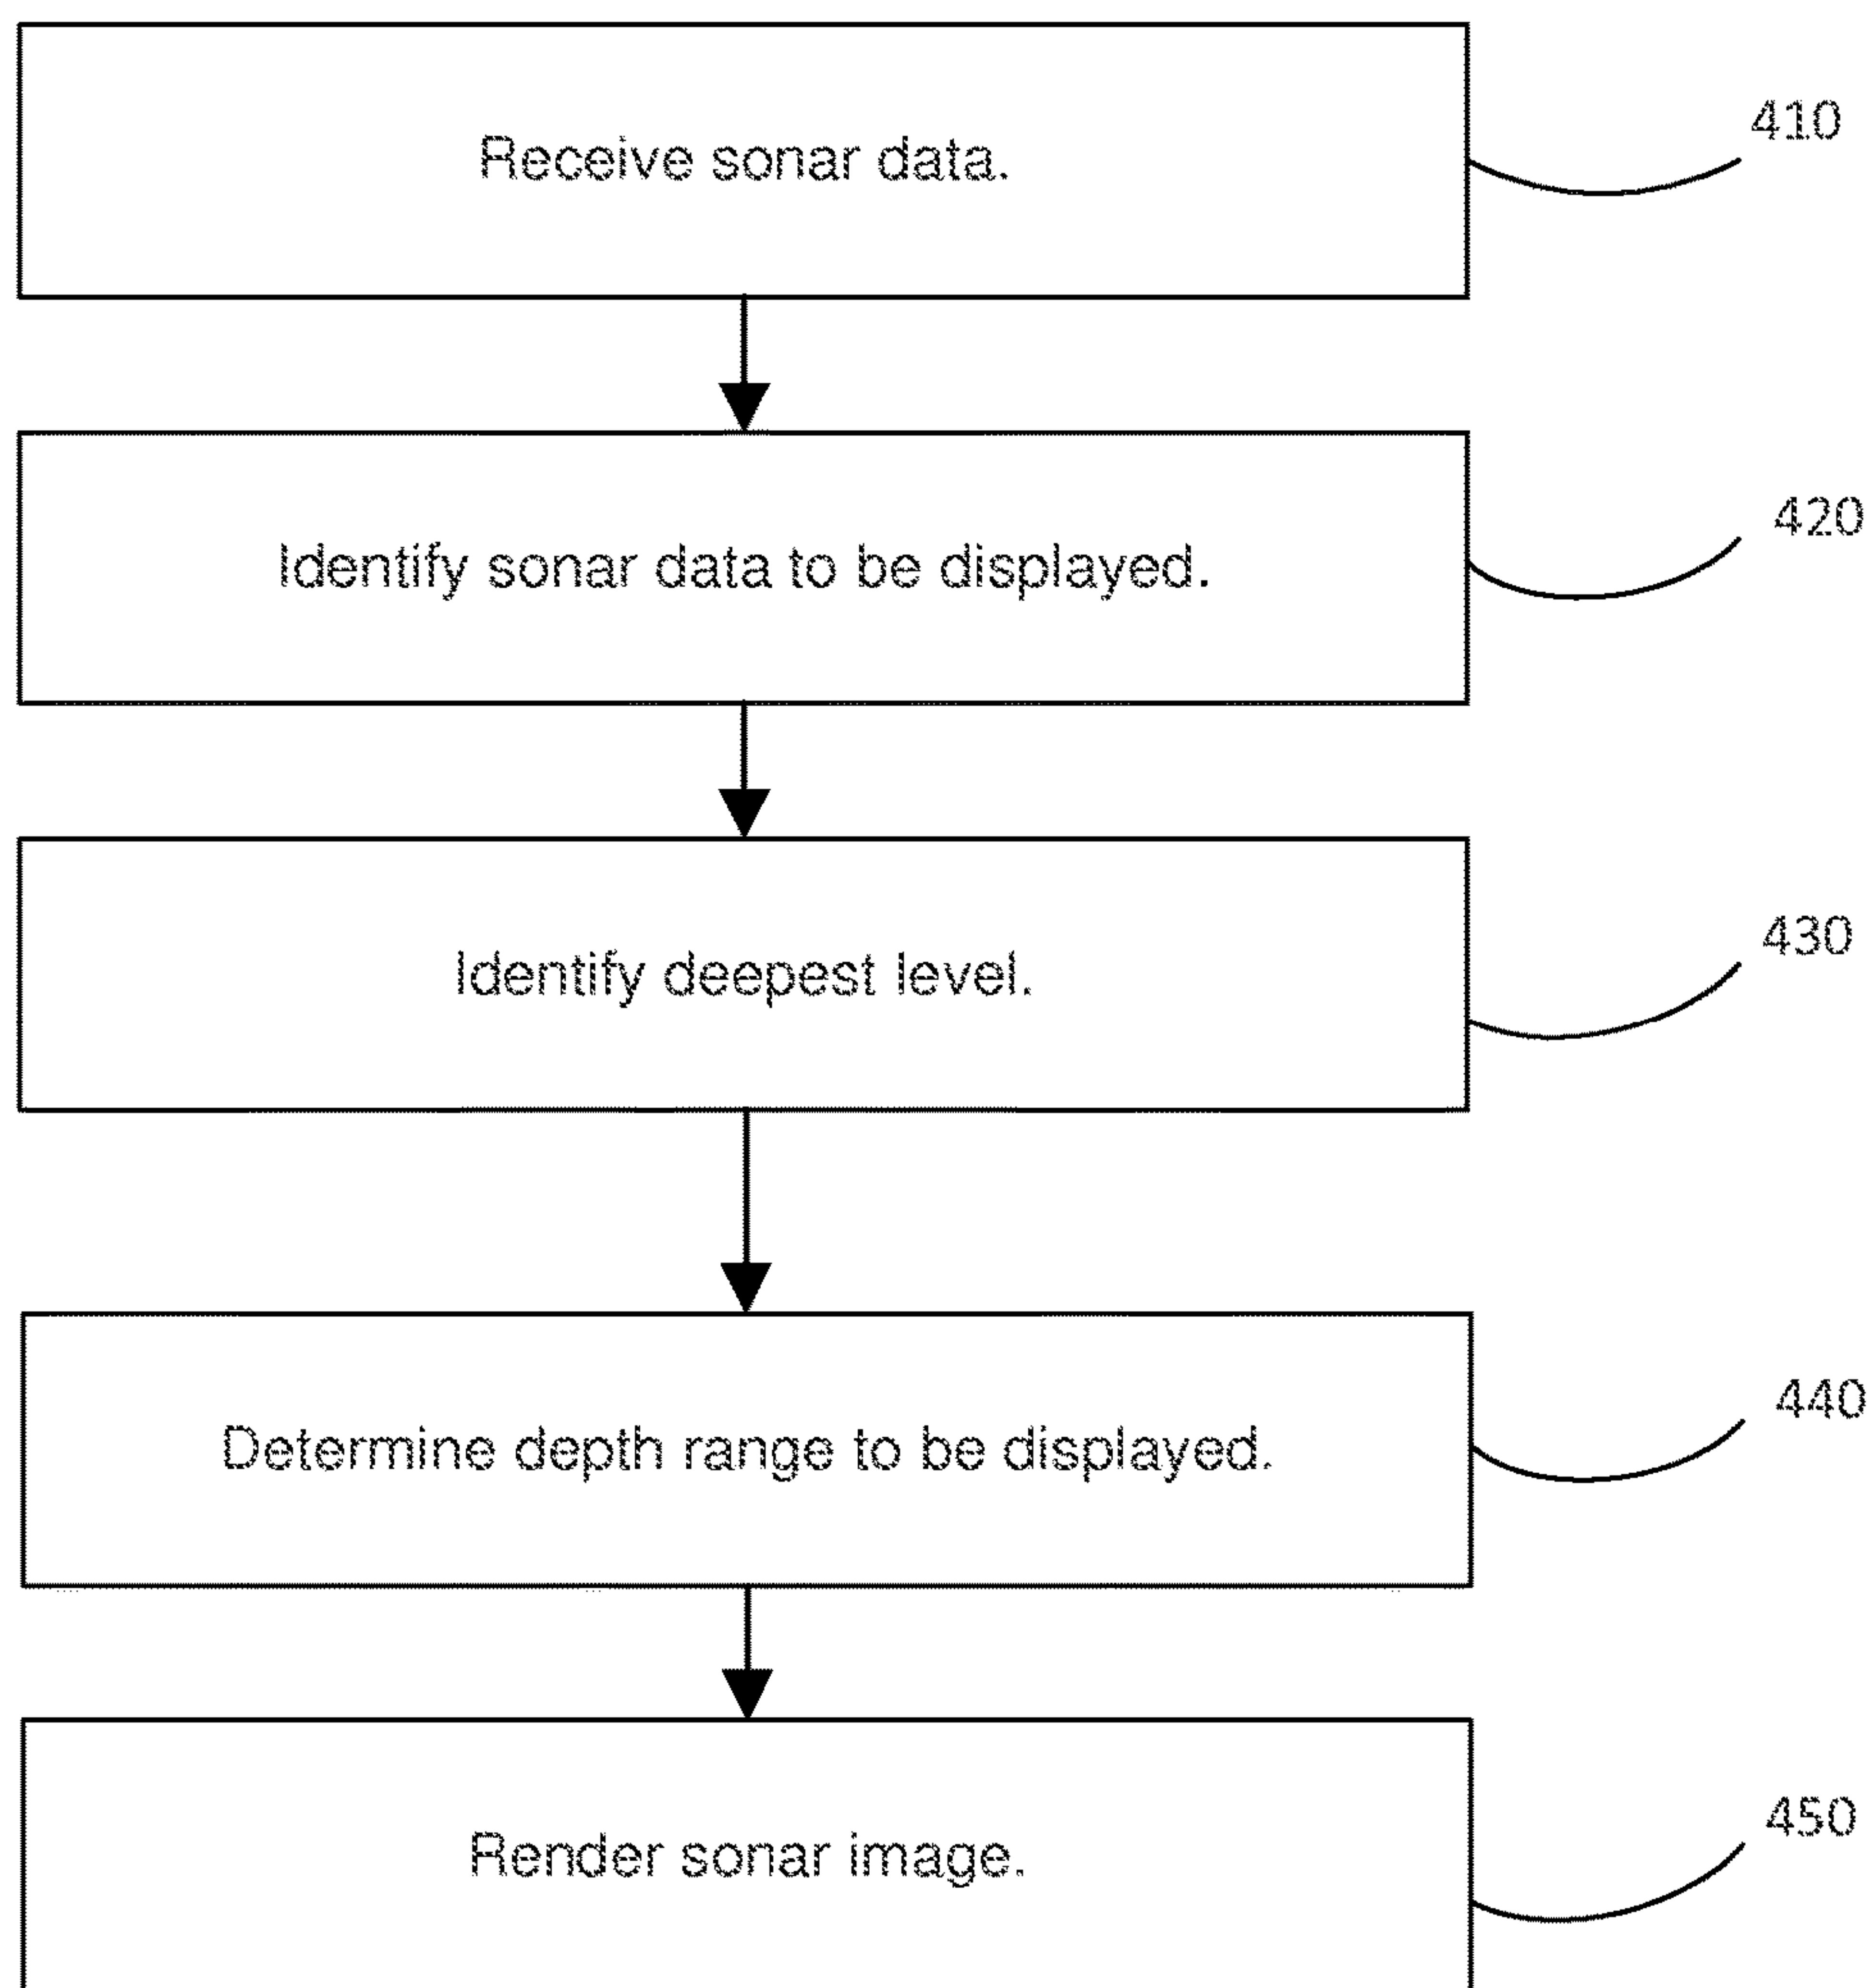 Receive sonar data.
410
Identify sonar data to be displayed.
420
Identify deepest level.
430
Determine depth range to be displayed.
440
Render sonar image.
450